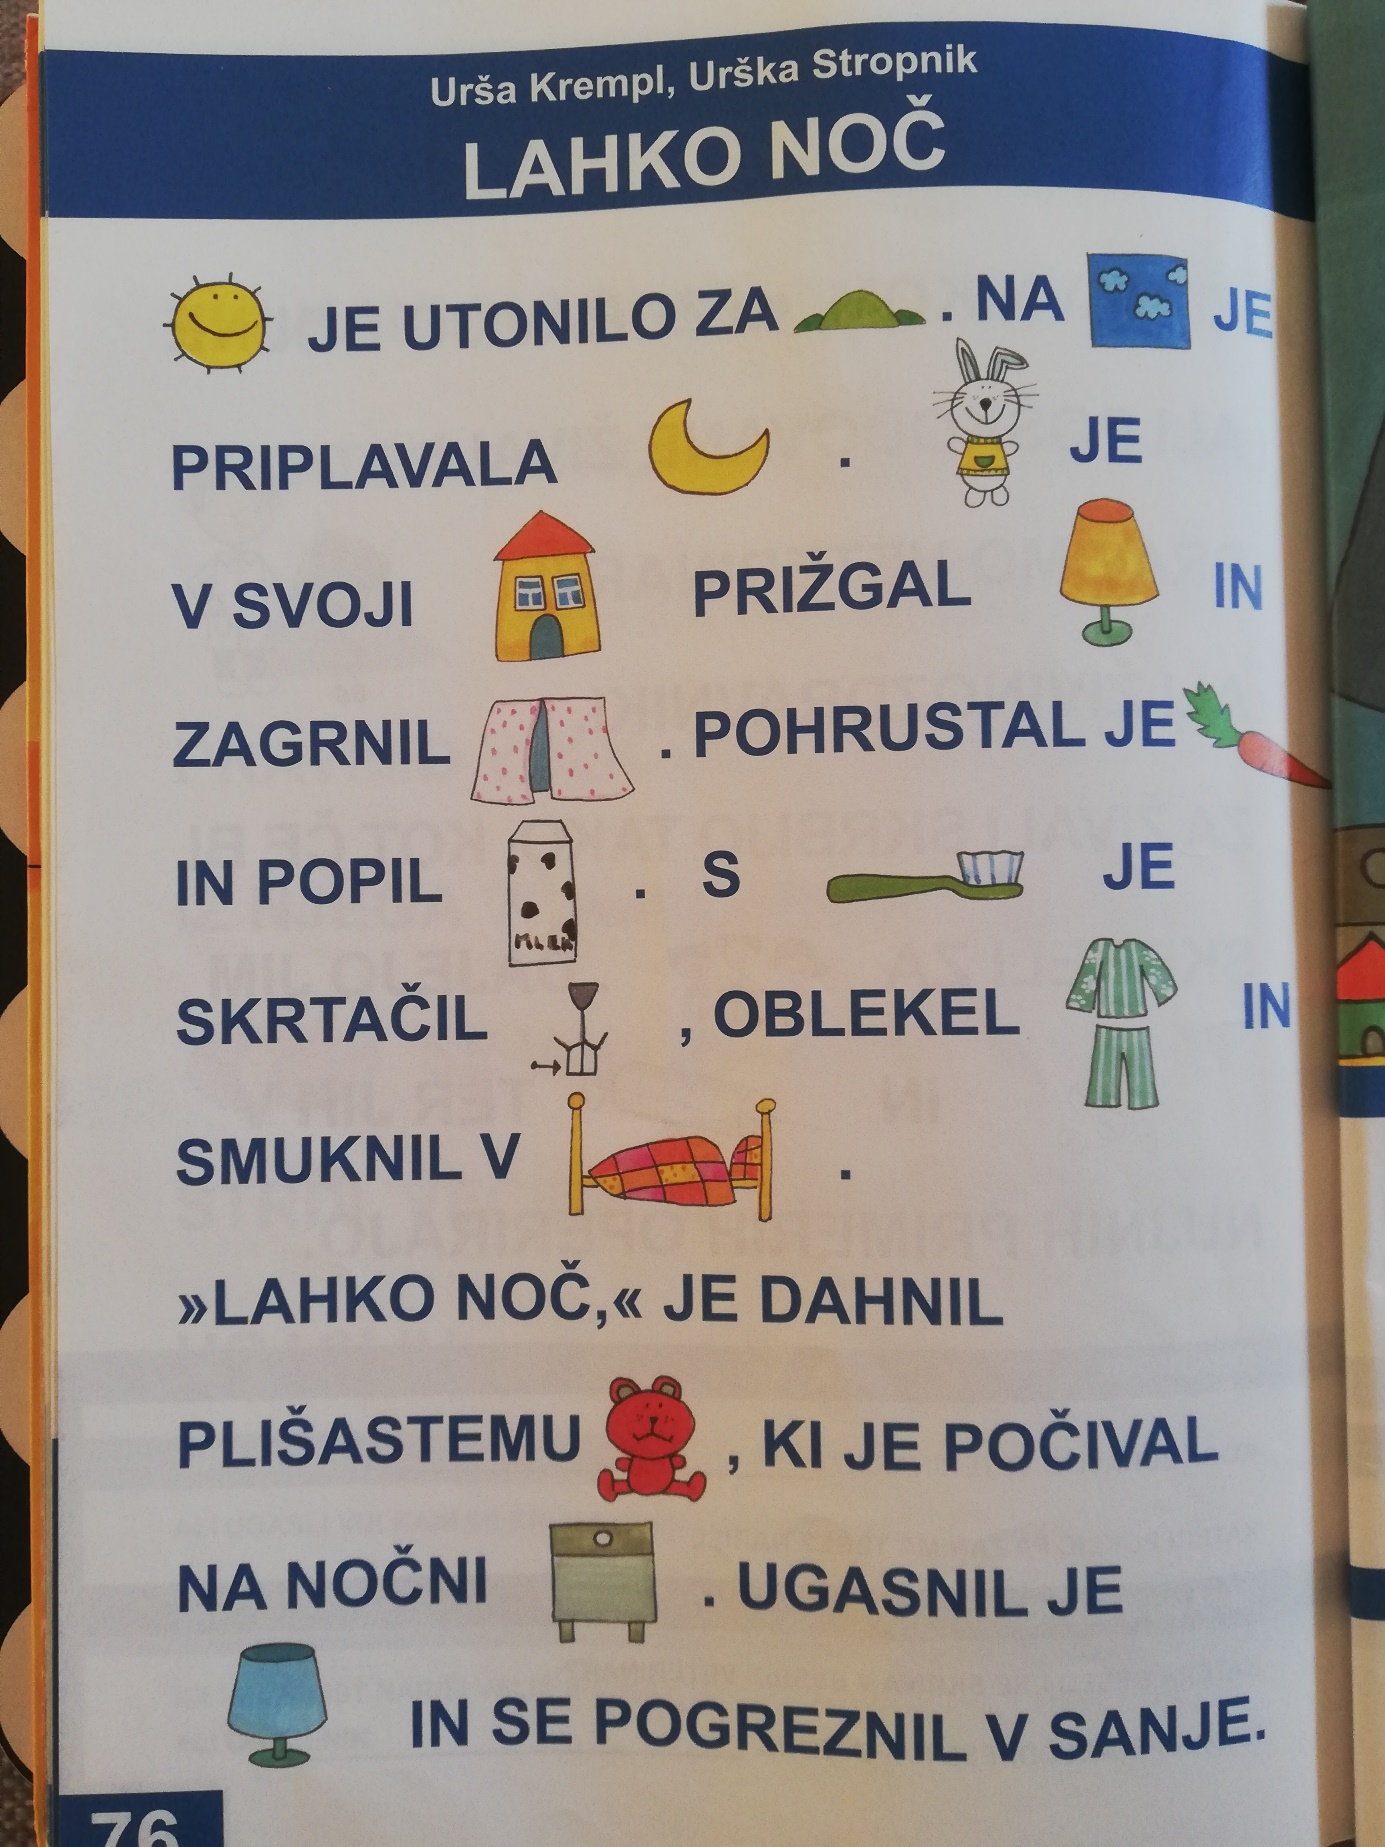 Urša Krempl, Urška Stropnik
LAHKO NOČ
JE UTONILO ZA . NA JE
PRIPLAVALA . JE
V SVOJI PRIŽGAL IN
ZAGRNIL . POHRUSTAL JE
IN POPIL . S JE
SKRTAČIL , OBLEKEL IN
SMUKNIL V .
»LAHKO NOČ,« JE DAHNIL
PLIŠASTEMU , KI JE POČIVAL
NA NOČNI . UGASNIL JE
IN SE POGREZNIL V SANJE.
76